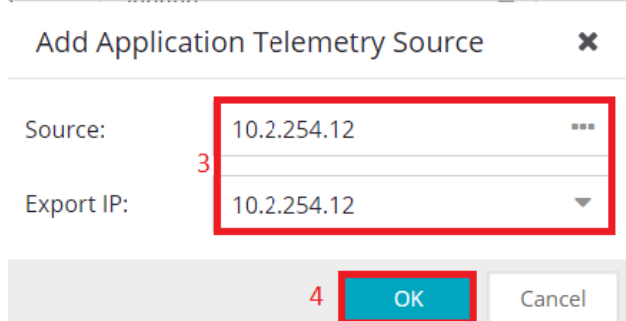 Add Application Telemetry Source
Source: 10.2.254.12
3
Export IP: 10.2.254.12
4 OK Cancel